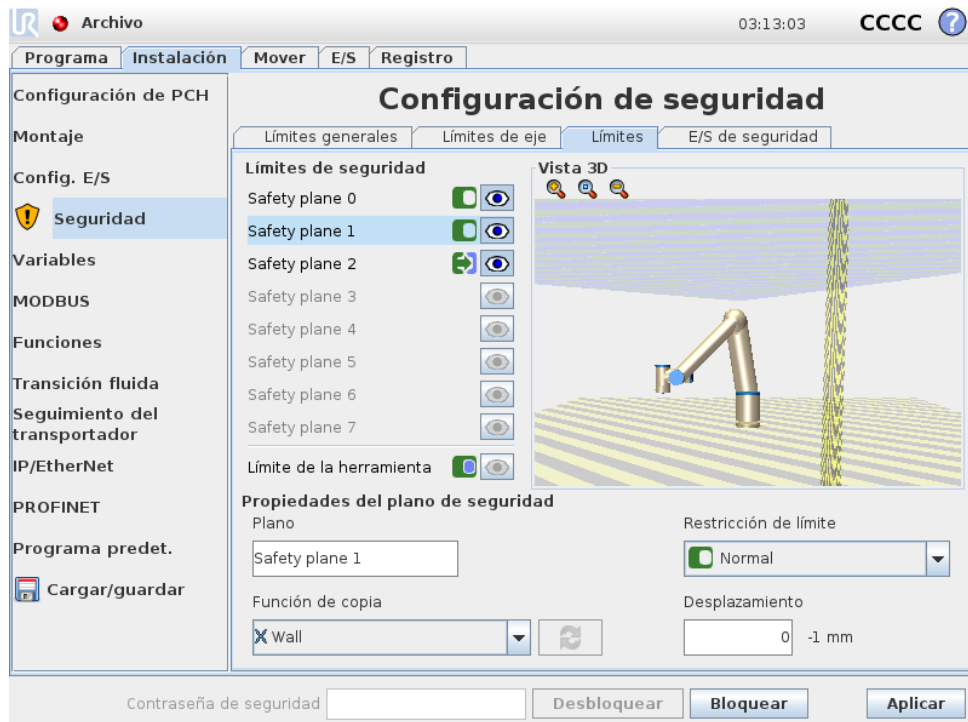 UR Archivo 03:13:03 CCCC ?
Programa Instalación Mover E/S Registro
Configuración de PCH
Montaje
Config. E/S
Seguridad
Variables
MODBUS
Funciones
Transición fluida
Seguimiento del
transportador
IP/EtherNet
PROFINET
Programa predet.
Cargar/guardar
Configuración de seguridad
Límites generales Límites de eje Límites E/S de seguridad
Límites de seguridad
Safety plane 0
Safety plane 1
Safety plane 2
Safety plane 3
Safety plane 4
Safety plane 5
Safety plane 6
Safety plane 7
Límite de la herramienta
Vista 3D
Propiedades del plano de seguridad
Plano
Safety plane 1
Restricción de límite
Normal
Función de copia
Wall
Desplazamiento
0 -1 mm
Contraseña de seguridad Desbloquear Bloquear Aplicar